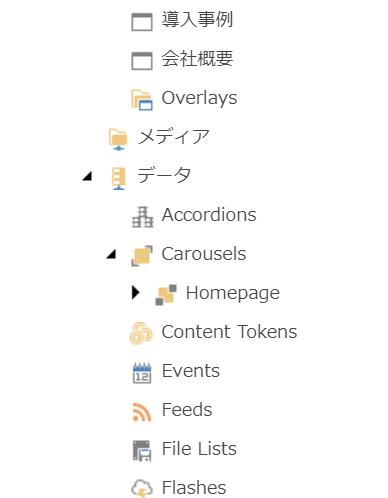 導入事例
会社概要
Overlays
メディア
データ
Accordions
Carousels
Homepage
Content Tokens
12
Events
Feeds
File Lists
Flashes